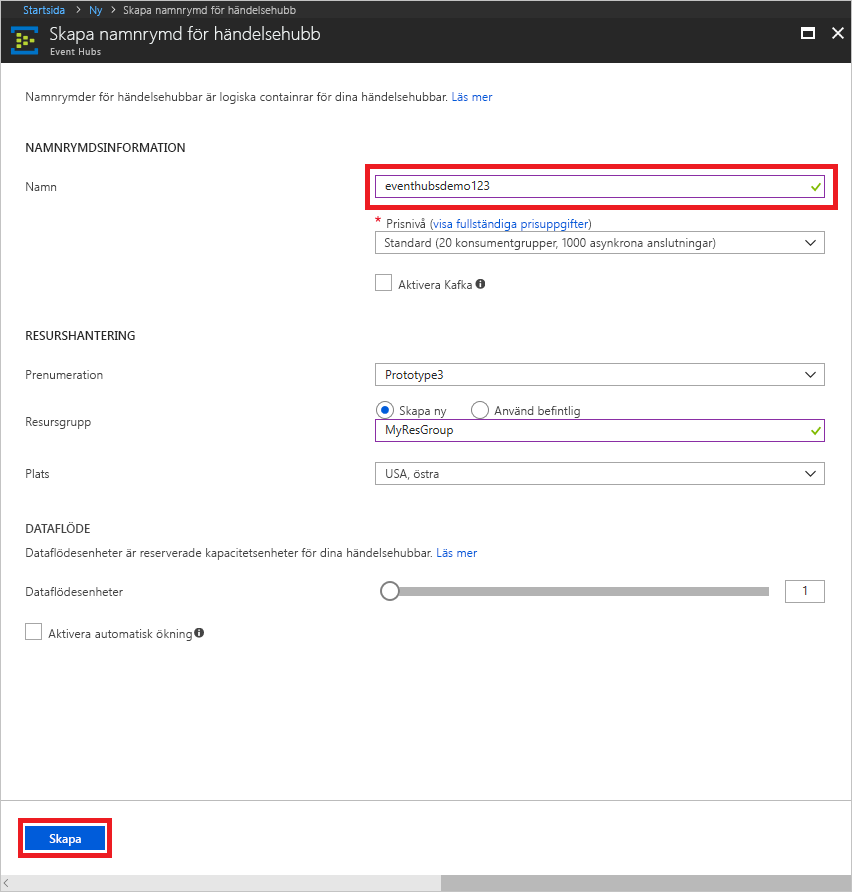 Startsida > Ny > Skapa namnrymd för händelsehubb
Skapa namnrymd för händelsehubb
Event Hubs
Namnrymder för händelsehubbar är logiska containrar för dina händelsehubbar. Läs mer
NAMNRYMDSINFORMATION
Namn
eventhubsdemo123
* Prisnivå (visa fullständiga prisuppgifter)
Standard (20 konsumentgrupper, 1000 asynkrona anslutningar)
Aktivera Kafka
RESURSHANTERING
Prenumeration
Prototype3
Resursgrupp
Skapa ny Använd befintlig
MyResGroup
Plats
USA, östra
DATAFLÖDE
Dataflödesenheter är reserverade kapacitetsenheter för dina händelsehubbar. Läs mer
Dataflödesenheter
1
Aktivera automatisk ökning
Skapa